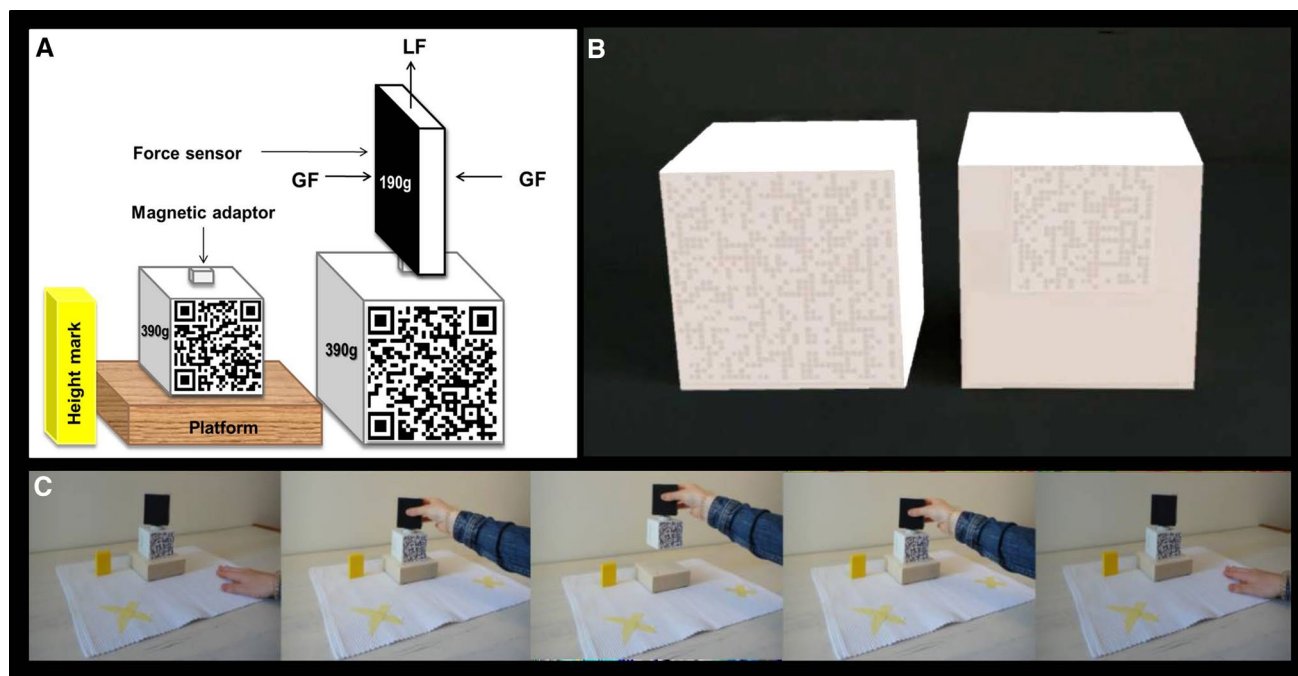 A
LF
Force sensor
GF
190g
GF
Magnetic adaptor
390g
390g
Height mark
Platform
B
C